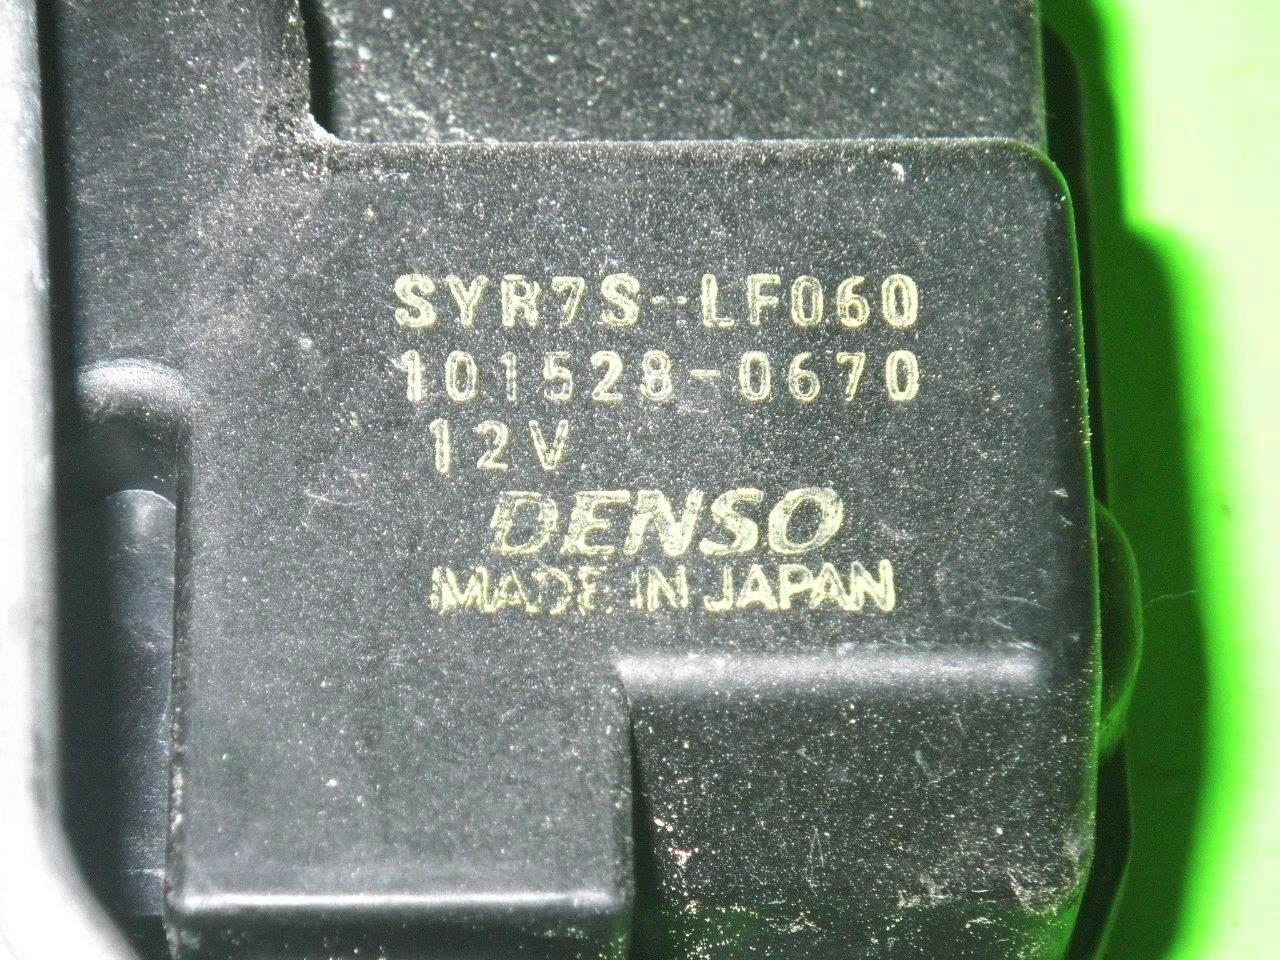 SYR7S-LF060
101528-0670
12V
DENSO
MADE IN JAPAN